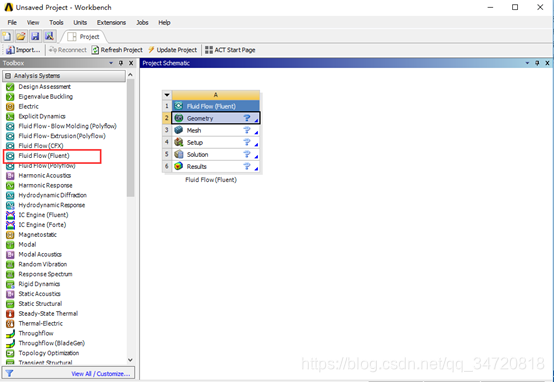 Unsaved Project - Workbench
File View Tools Units Extensions Jobs Help
Project
Import... Reconnect Refresh Project Update Project ACT Start Page
Toolbox
Project Schematic
Analysis Systems
Design Assessment
Eigenvalue Buckling
Electric
Explicit Dynamics
Fluid Flow - Blow Molding (Polyflow)
Fluid Flow - Extrusion (Polyflow)
Fluid Flow (CFX)
Fluid Flow (Fluent)
Fluid Flow (Polyflow)
Harmonic Acoustics
Harmonic Response
Hydrodynamic Diffraction
Hydrodynamic Response
IC Engine (Fluent)
IC Engine (Forte)
Magnetostatic
Modal
Modal Acoustics
Random Vibration
Response Spectrum
Rigid Dynamics
Static Acoustics
Static Structural
Steady-State Thermal
Thermal-Electric
Throughflow
Throughflow (BladeGen)
Topology Optimization
Transient Structural
View All / Customize...
A
1 Fluid Flow (Fluent)
2 Geometry ?
3 Mesh ?
4 Setup ?
5 Solution ?
6 Results ?
Fluid Flow (Fluent)
https://blog.csdn.net/qq_34720818